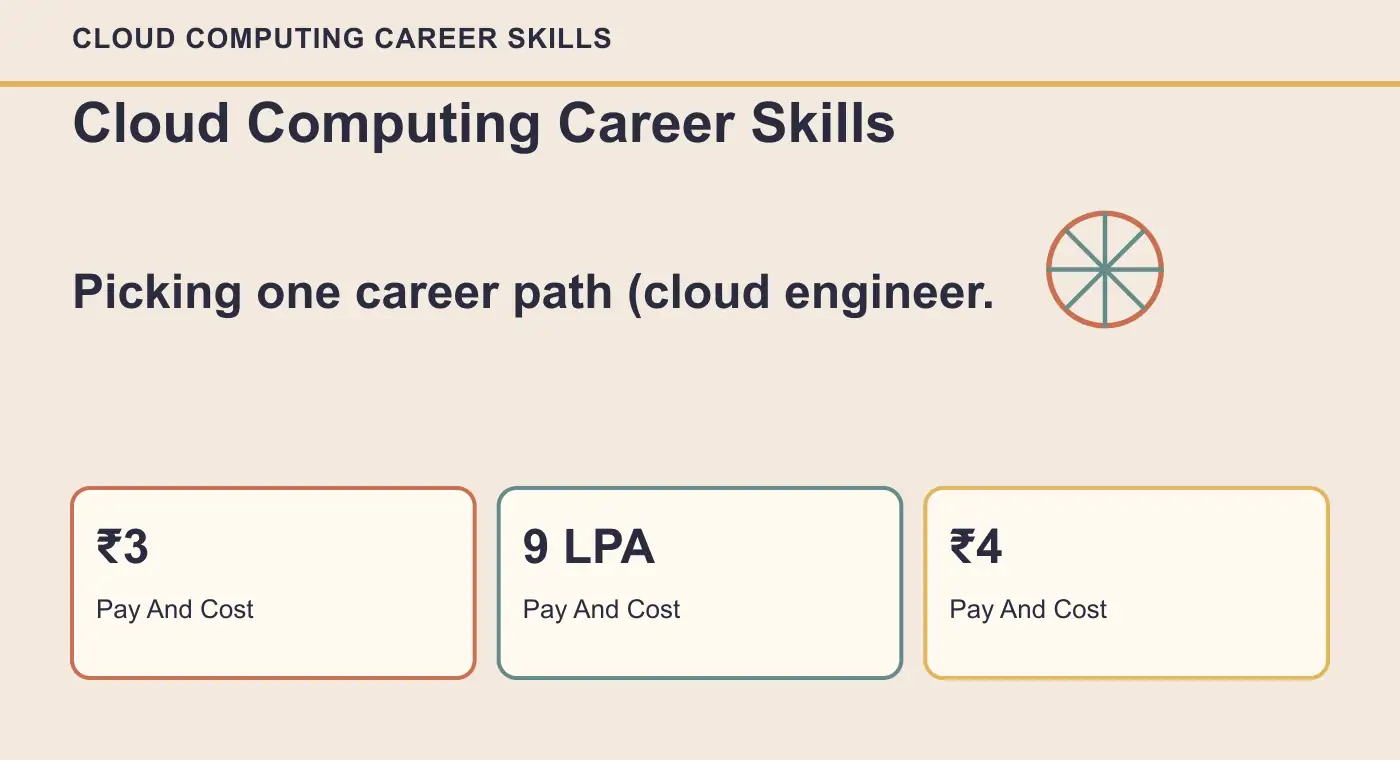 CLOUD COMPUTING CAREER SKILLS
Cloud Computing Career Skills
Picking one career path (cloud engineer.
₹3
Pay And Cost
9 LPA
Pay And Cost
₹4
Pay And Cost